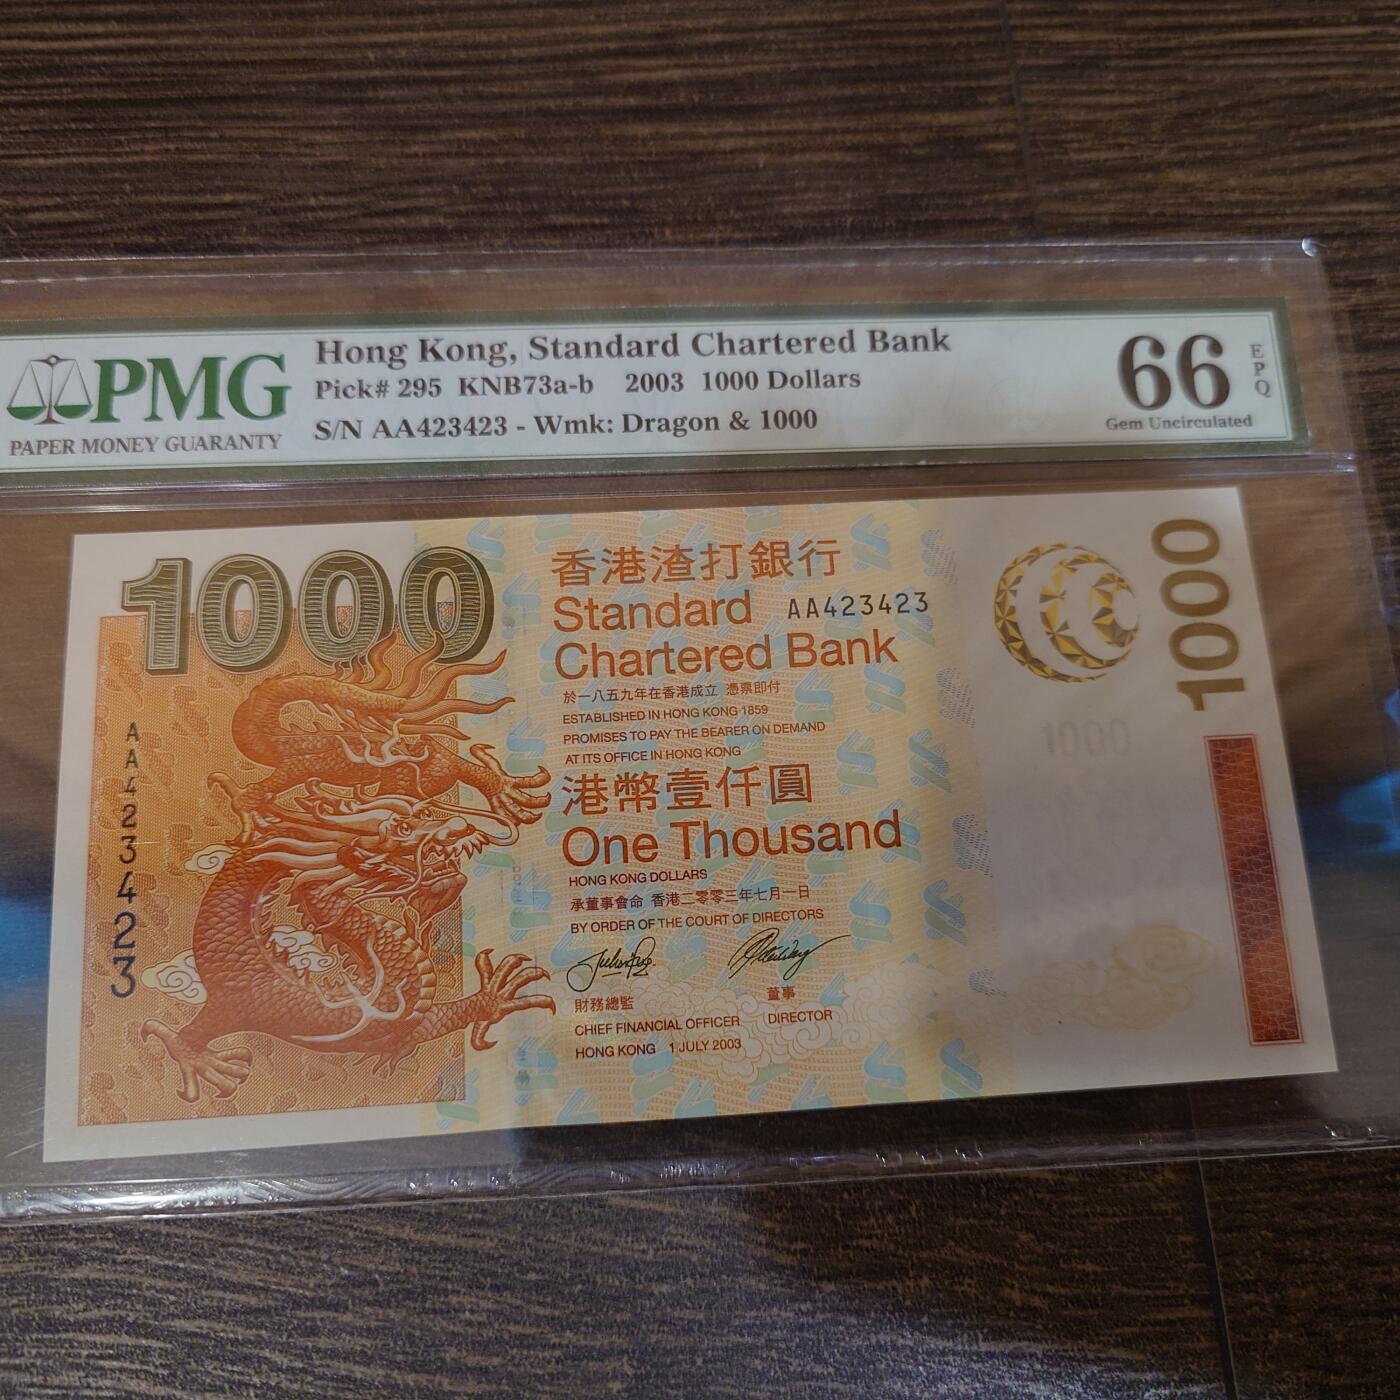 PMG
PAPER MONEY GUARANTY
Hong Kong, Standard Chartered Bank
Pick# 295 KNB73a-b 2003 1000 Dollars
S/N AA423423 - Wmk: Dragon & 1000
66
EPQ
Gem Uncirculated
1000
香港渣打銀行
Standard AA423423
Chartered Bank
於一八五九年在香港成立 憑票即付
ESTABLISHED IN HONG KONG 1859
PROMISES TO PAY THE BEARER ON DEMAND
AT ITS OFFICE IN HONG KONG
港幣壹仟圓
One Thousand
HONG KONG DOLLARS
承董事會命 香港二零零三年七月一日
BY ORDER OF THE COURT OF DIRECTORS
財務總監 董事
CHIEF FINANCIAL OFFICER DIRECTOR
HONG KONG 1 JULY 2003
AA423423
1000
1000